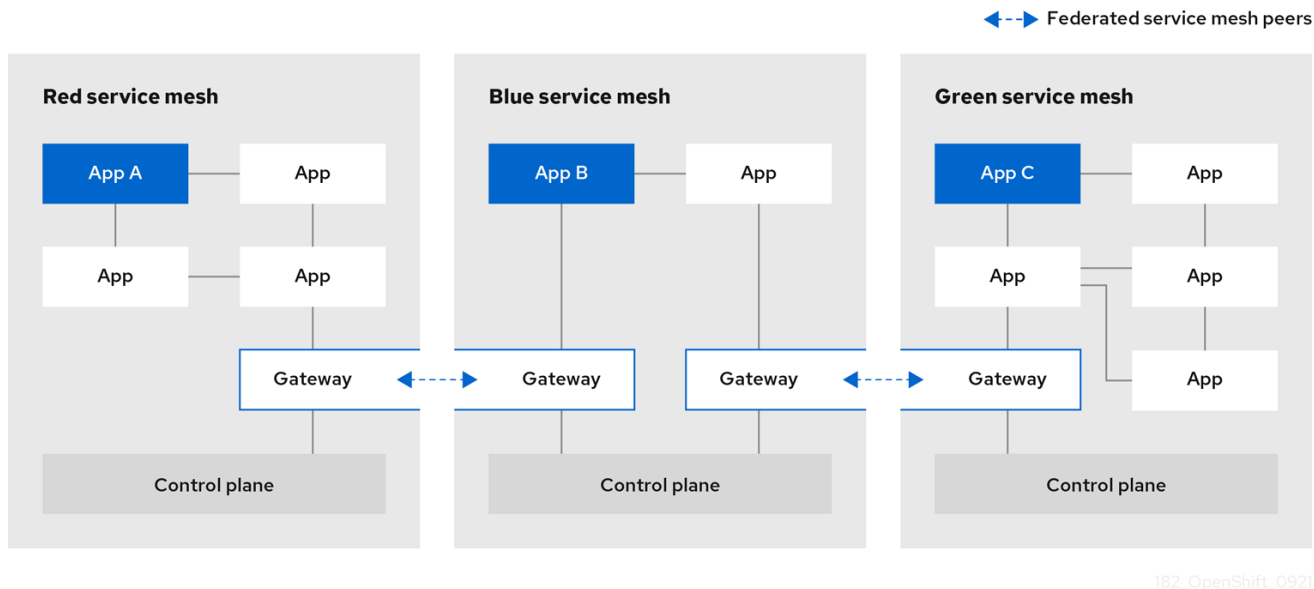 Federated service mesh peers
Red service mesh
Blue service mesh
Green service mesh
App A
App
App B
App
App C
App
App
App
App
App
Gateway
Gateway
Gateway
Gateway
App
Control plane
Control plane
Control plane
182_OpenShift_0921